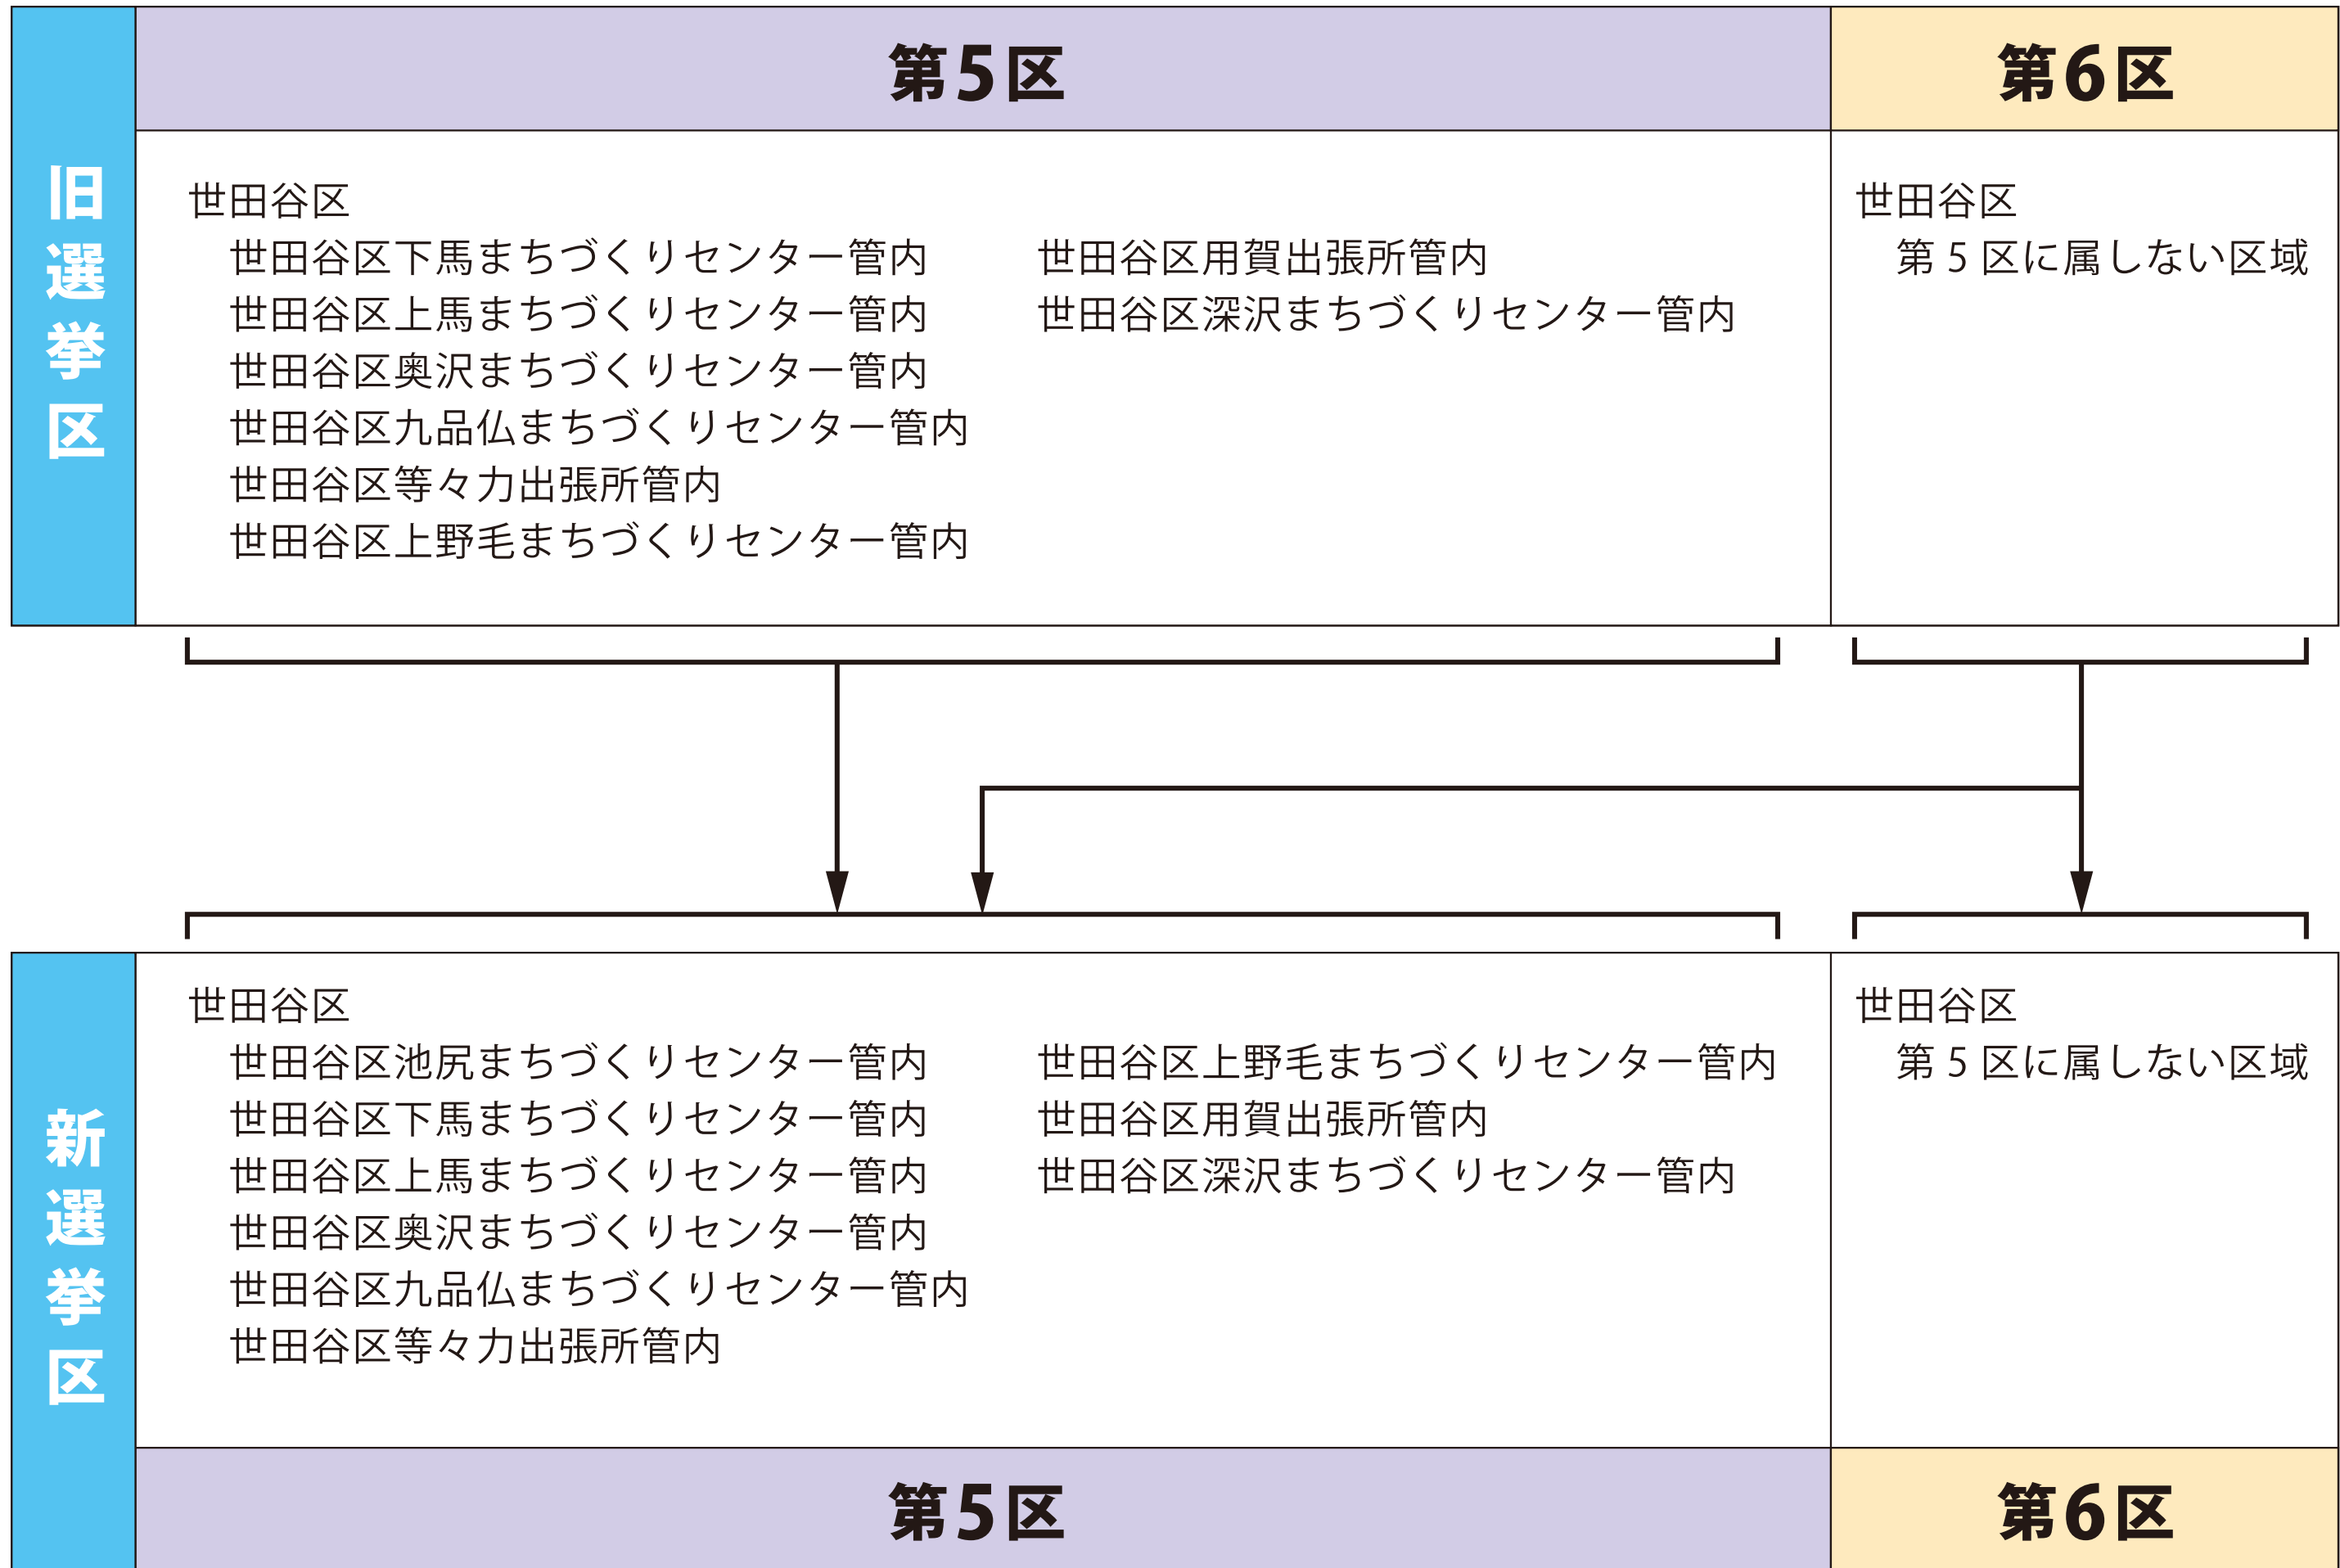 旧選挙区
第5区
第6区
世田谷区
世田谷区下馬まちづくりセンター管内
世田谷区上馬まちづくりセンター管内
世田谷区奥沢まちづくりセンター管内
世田谷区九品仏まちづくりセンター管内
世田谷区等々力出張所管内
世田谷区上野毛まちづくりセンター管内
世田谷区用賀出張所管内
世田谷区深沢まちづくりセンター管内
世田谷区
第 5 区に属しない区域
新選挙区
世田谷区
世田谷区池尻まちづくりセンター管内
世田谷区下馬まちづくりセンター管内
世田谷区上馬まちづくりセンター管内
世田谷区奥沢まちづくりセンター管内
世田谷区九品仏まちづくりセンター管内
世田谷区等々力出張所管内
世田谷区上野毛まちづくりセンター管内
世田谷区用賀出張所管内
世田谷区深沢まちづくりセンター管内
世田谷区
第 5 区に属しない区域
第5区
第6区